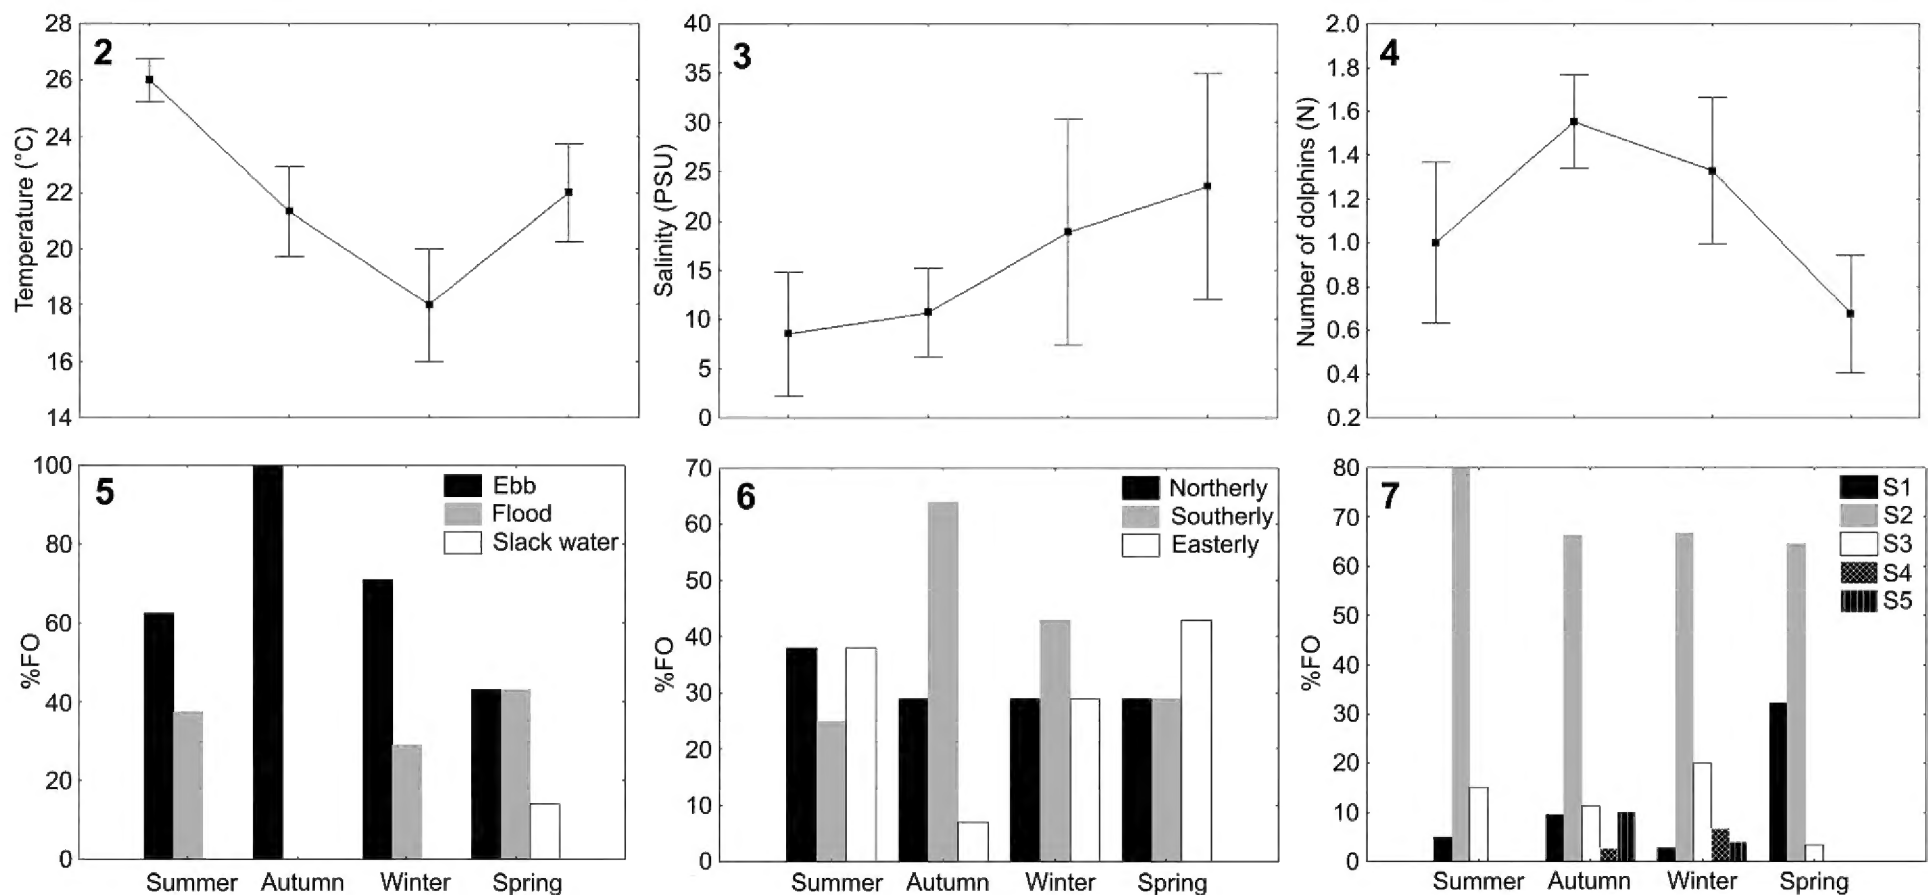 2
Temperature (°C)
28
26
24
22
20
18
16
14
3
Salinity (PSU)
40
35
30
25
20
15
10
5
0
4
Number of dolphins (N)
2.0
1.8
1.6
1.4
1.2
1.0
0.8
0.6
0.4
0.2
5
%FO
100
80
60
40
20
0
Ebb
Flood
Slack water
Summer Autumn Winter Spring
6
%FO
70
60
50
40
30
20
10
0
Northerly
Southerly
Easterly
Summer Autumn Winter Spring
7
%FO
80
70
60
50
40
30
20
10
0
S1
S2
S3
S4
S5
Summer Autumn Winter Spring